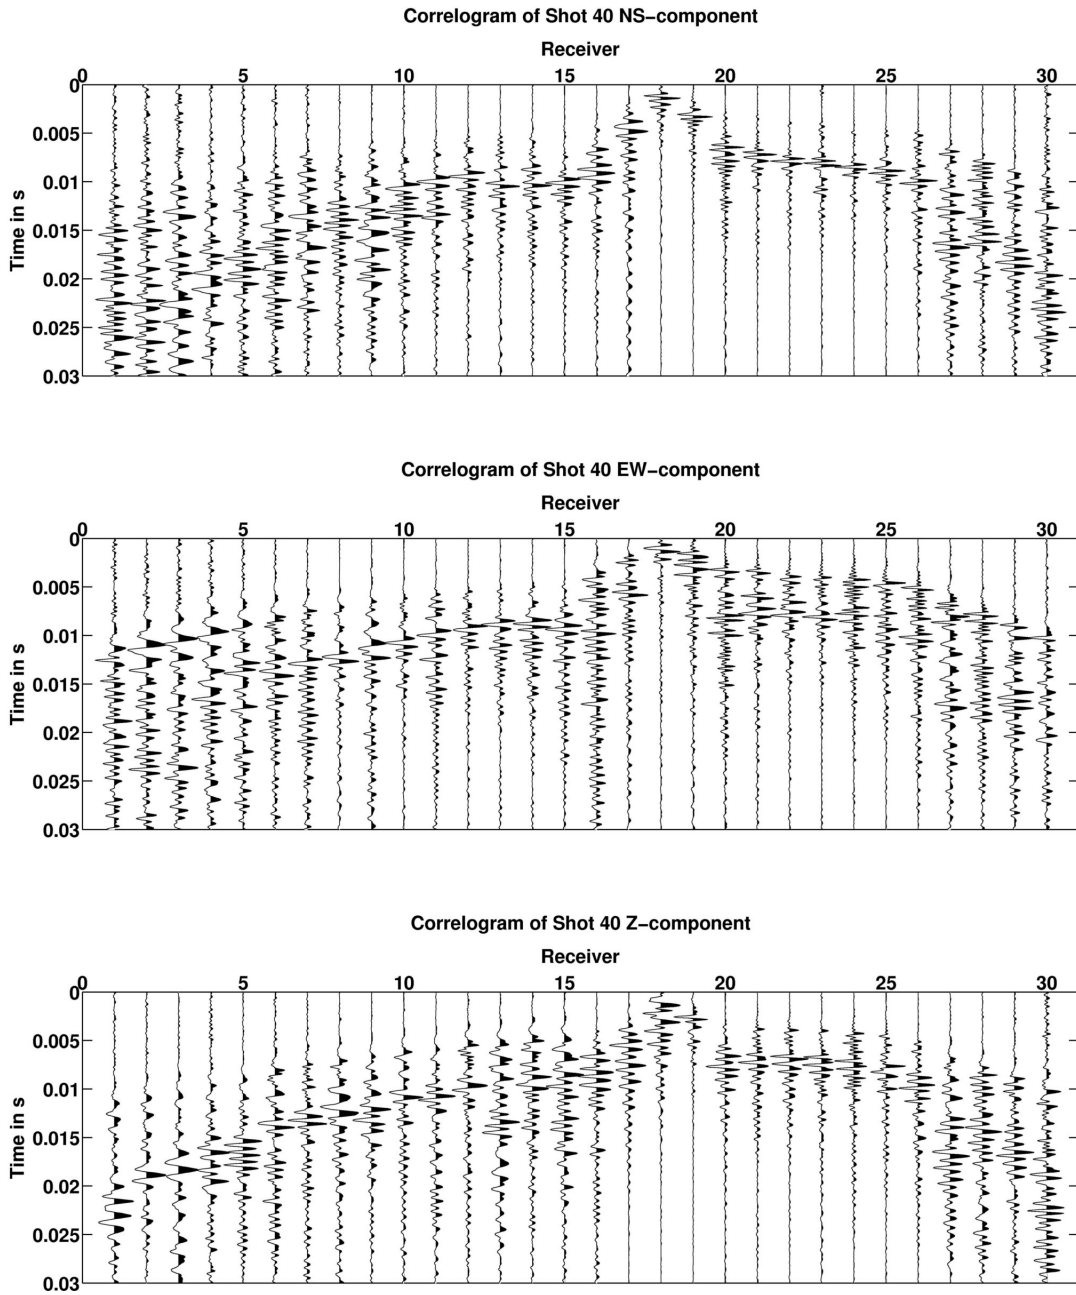 Correlogram of Shot 40 NS−component
Receiver
0 5 10 15 20 25 30
0
0.005
0.01
0.015
0.02
0.025
0.03
Time in s
Correlogram of Shot 40 EW−component
Receiver
0 5 10 15 20 25 30
0
0.005
0.01
0.015
0.02
0.025
0.03
Time in s
Correlogram of Shot 40 Z−component
Receiver
0 5 10 15 20 25 30
0
0.005
0.01
0.015
0.02
0.025
0.03
Time in s